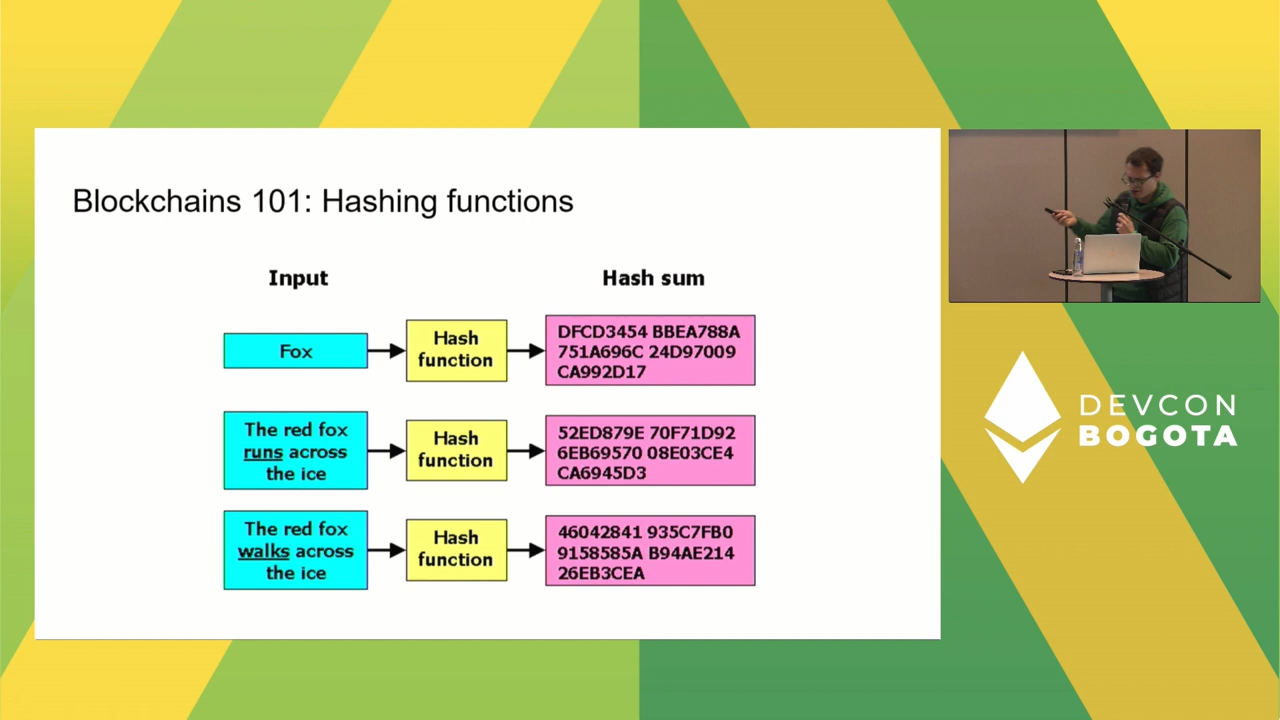 Blockchains 101: Hashing functions
Input
Hash sum
Fox
Hash
function
DFCD3454 BBEA788A
751A696C 24D97009
CA992D17
The red fox
runs across
the ice
Hash
function
52ED879E 70F71D92
6EB69570 08E03CE4
CA6945D3
The red fox
walks across
the ice
Hash
function
46042841 935C7FB0
9158585A B94AE214
26EB3CEA
DEVCON
BOGOTA